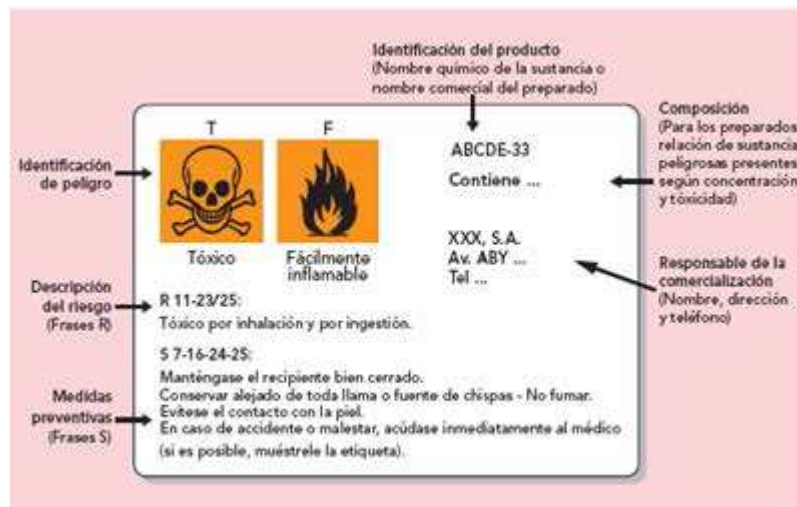 Identificación del producto
(Nombre químico de la sustancia o
nombre comercial del preparado)
Composición
(Para los preparados
relación de sustancia
peligrosas presentes
según concentración
y tóxicidad)
T
F
ABCDE-33
Contiene ...
Identificación
de peligro
Tóxico
Fácilmente
inflamable
XXX, S.A.
Av. ABY ...
Tel ...
Responsable de la
comercialización
(Nombre, dirección
y teléfono)
Descripción
del riesgo
(Frases R)
R 11-23/25:
Tóxico por inhalación y por ingestión.
S 7-16-24-25:
Manténgase el recipiente bien cerrado.
Conservar alejado de toda llama o fuente de chispas - No fumar.
Evítese el contacto con la piel.
En caso de accidente o malestar, acúdase inmediatamente al médico
(si es posible, muéstrele la etiqueta).
Medidas
preventivas
(Frases S)